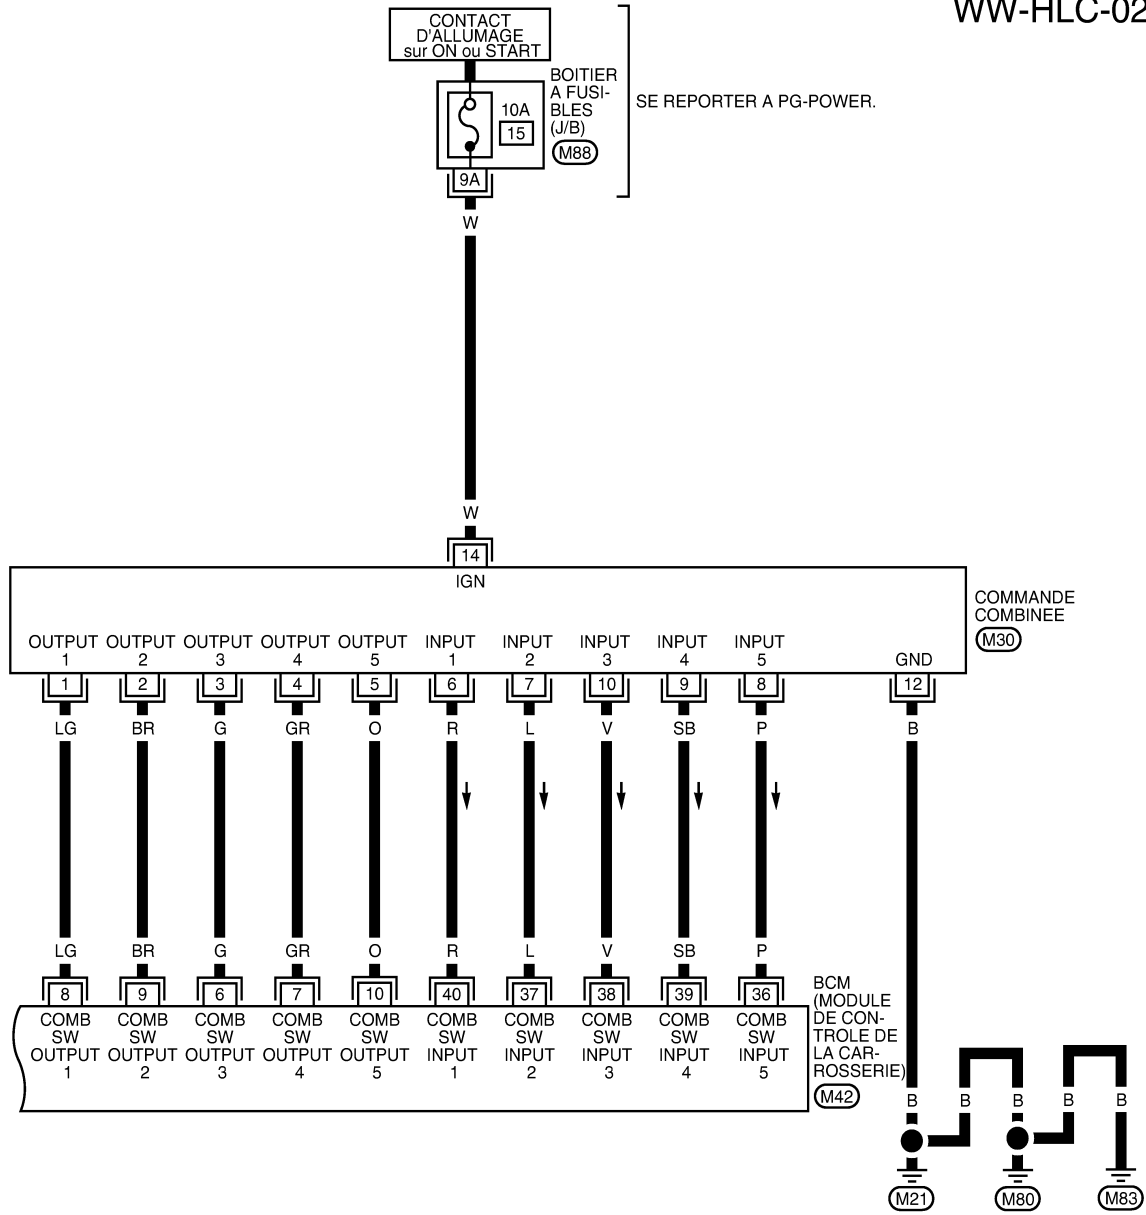 WW-HLC-02
CONTACT
D'ALLUMAGE
sur ON ou START
BOITIER
A FUSI-
BLES
(J/B)
M88
10A
15
SE REPORTER A PG-POWER.
9A
W
W
14
IGN
COMMANDE
COMBINEE
M30
OUTPUT OUTPUT OUTPUT OUTPUT OUTPUT INPUT INPUT INPUT INPUT INPUT
1 2 3 4 5 1 2 3 4 5 GND
1 2 3 4 5 6 7 10 9 8 12
LG BR G GR O R L V SB P B
LG BR G GR O R L V SB P
8 9 6 7 10 40 37 38 39 36
COMB COMB COMB COMB COMB COMB COMB COMB COMB COMB
SW SW SW SW SW SW SW SW SW SW
OUTPUT OUTPUT OUTPUT OUTPUT OUTPUT INPUT INPUT INPUT INPUT INPUT
1 2 3 4 5 1 2 3 4 5
BCM
(MODULE
DE CON-
TROLE DE
LA CAR-
ROSSERIE)
M42
B B B B B
M21 M80 M83